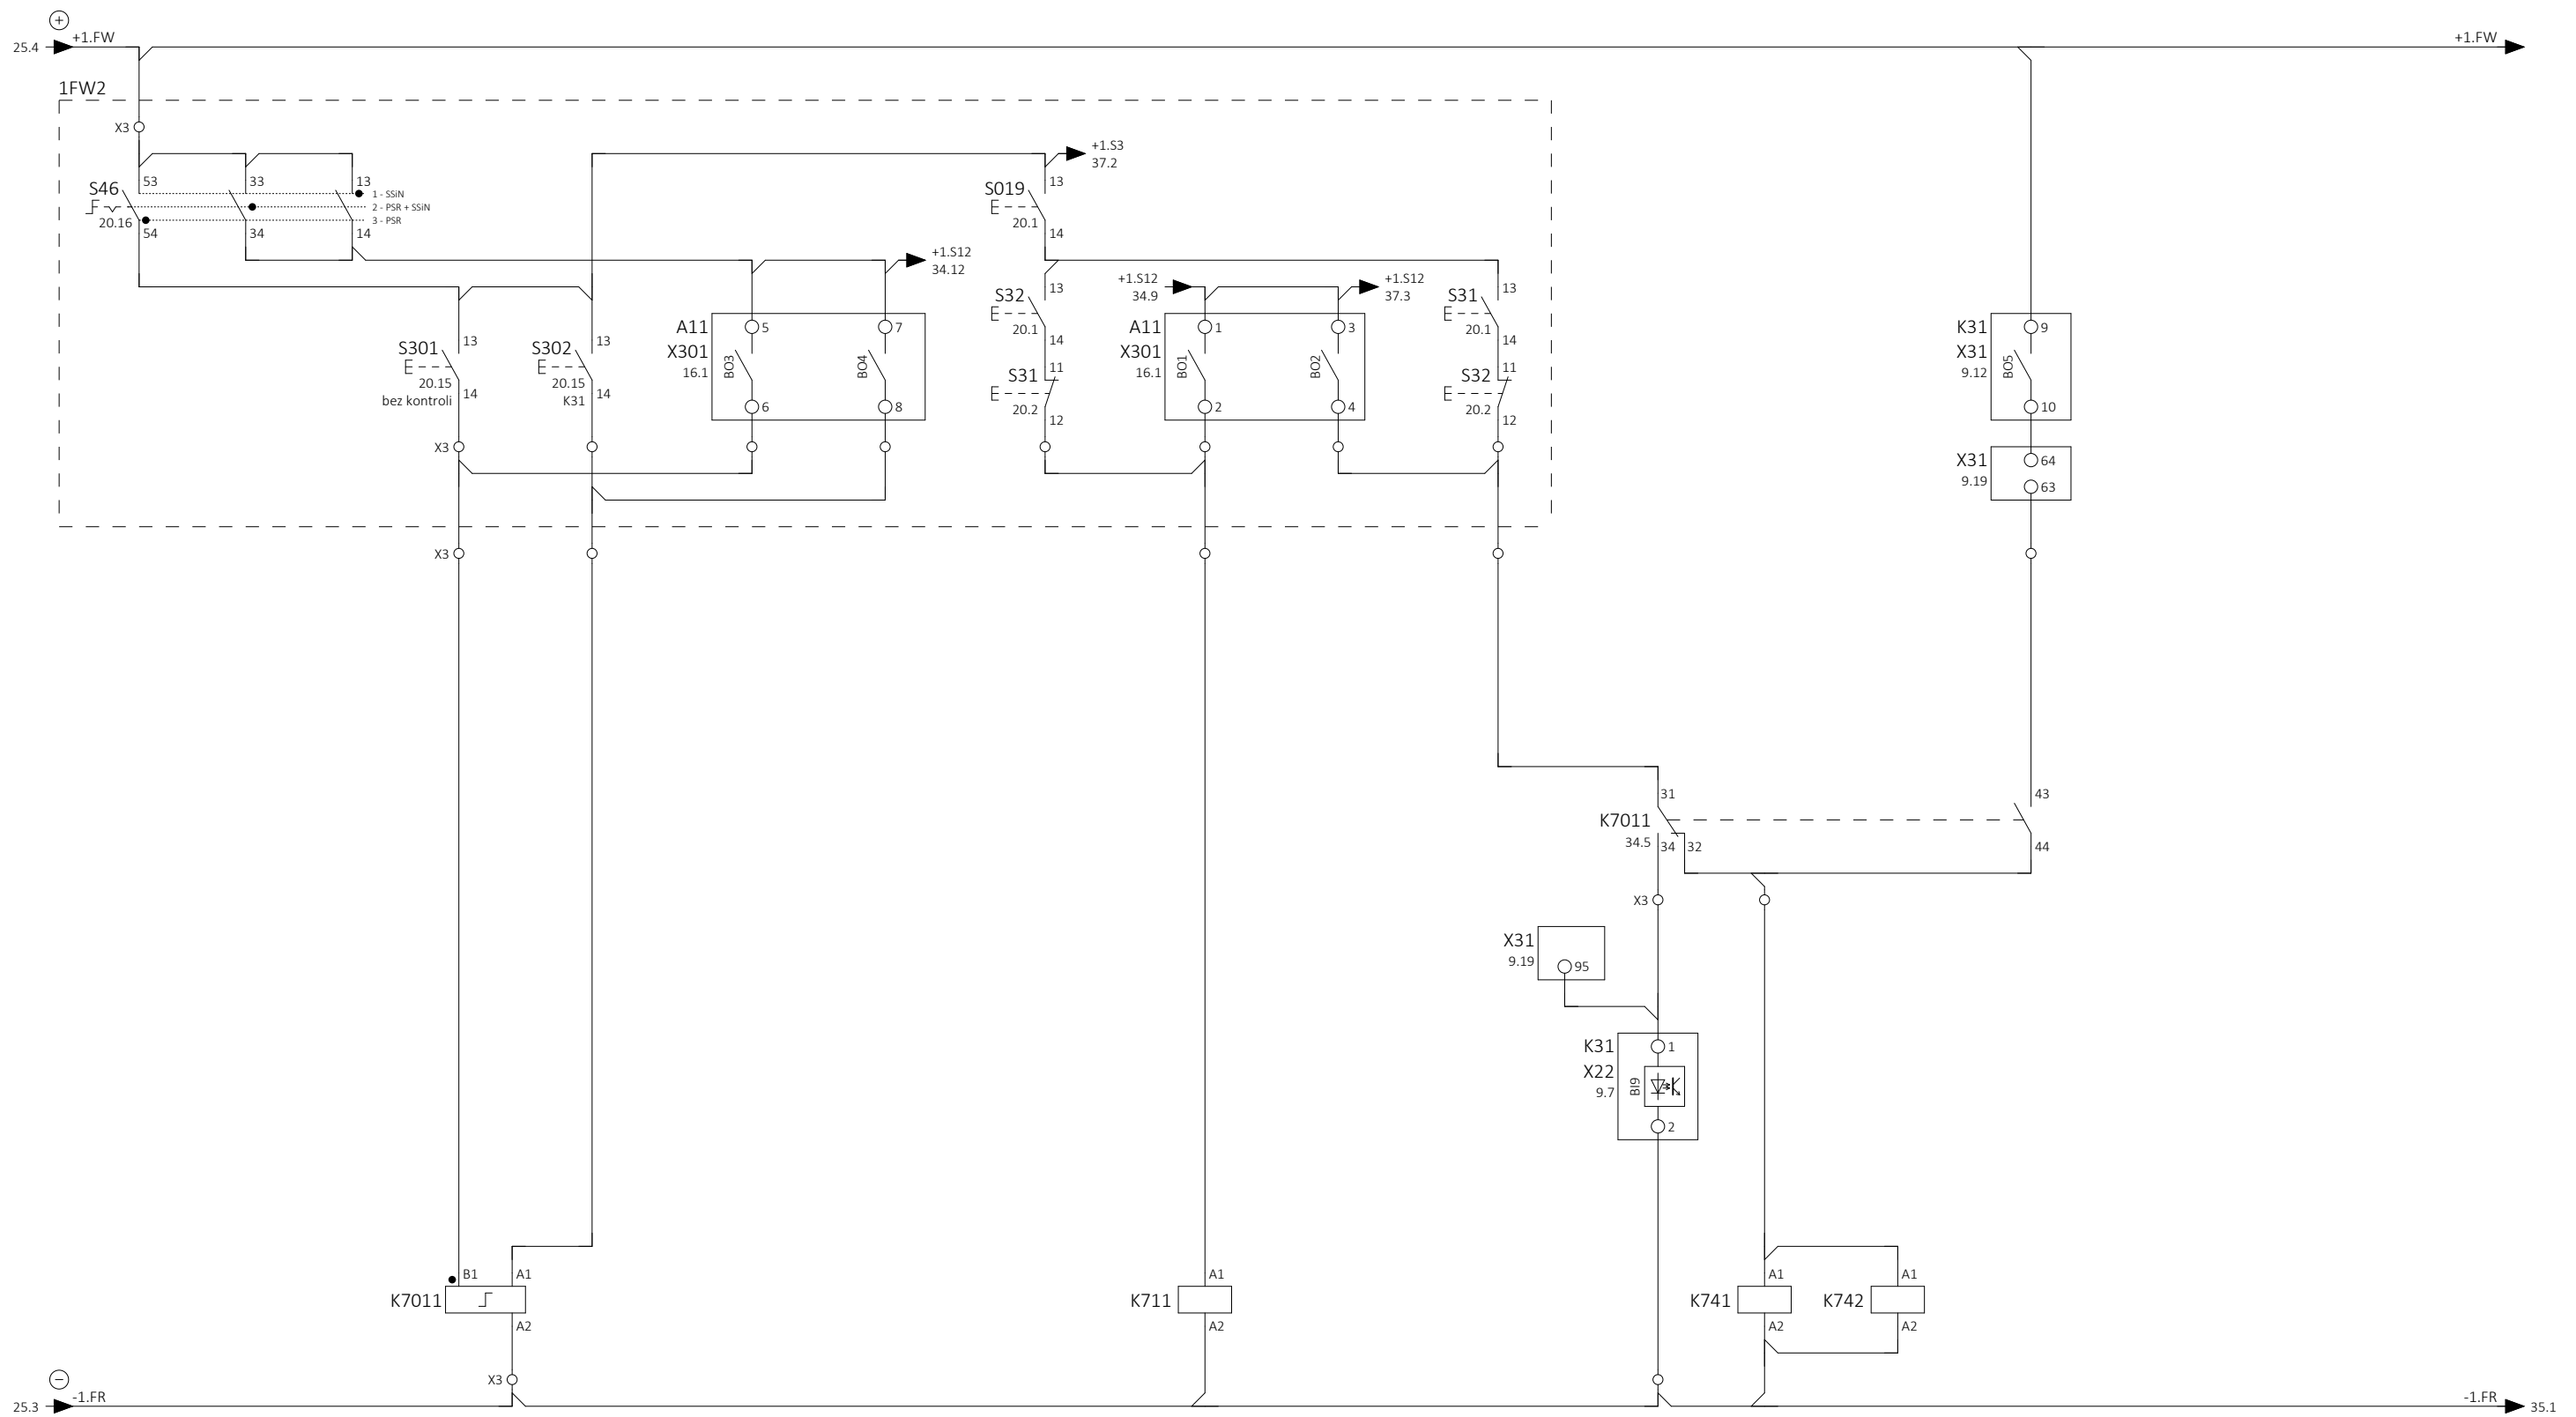 +
25.4 +1.FW +1.FW
1FW2
X3
+1.S3
37.2
53 33 13
S46
1 - SSiN
2 - PSR + SSiN
3 - PSR
20.16
54 34 14
13
S019
20.1
14
+1.S12
34.12
13
S301
20.15
14
bez kontroli
13
S302
20.15
14
K31
A11
X301
16.1
5 7
BO3 BO4
6 8
13
S32
20.1
14
11
S31
20.2
12
+1.S12
34.9
+1.S12
37.3
A11
X301
16.1
1 3
BO1 BO2
2 4
13
S31
20.1
14
11
S32
20.2
12
K31
X31
9.12
9
BO5
10
X31
9.19
64
63
X3
X3
31 43
K7011
34.5
34 32 44
X3
X31
9.19
95
K31
X22
9.7
1
BI9
2
B1 A1 A1 A1 A1
K7011 K711 K741 K742
A2 A2 A2 A2
X3
−
25.3 -1.FR -1.FR 35.1